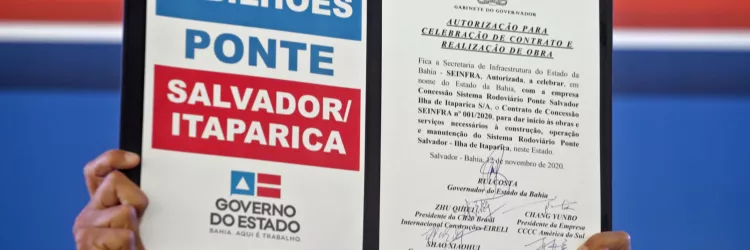 BILHÕES
PONTE
SALVADOR/
ITAPARICA
GOVERNO
DO ESTADO
BAHIA. AQUI É TRABALHO.
GABINETE DO GOVERNADOR
AUTORIZAÇÃO PARA
CELEBRAÇÃO DE CONTRATO E
REALIZAÇÃO DE OBRA
Fica a Secretaria de Infraestrutura do Estado da
Bahia - SEINFRA, Autorizada, a celebrar, em
nome do Estado da Bahia, com a empresa
Concessão Sistema Rodoviário Ponte Salvador
Ilha de Itaparica S/A, o Contrato de Concessão
SEINFRA nº 001/2020, para dar início às obras e
serviços necessários à construção, operação
e manutenção do Sistema Rodoviário Ponte
Salvador - Ilha de Itaparica, neste Estado.
Salvador - Bahia, 12 de novembro de 2020.
RUI COSTA
Governador do Estado da Bahia
ZHU QIHUI
Presidente da CR20 Brasil
Internacional Construções-EIRELI
CHANG YUNBO
Presidente da Empresa
CCCC América do Sul
SHAO XIAOHUI